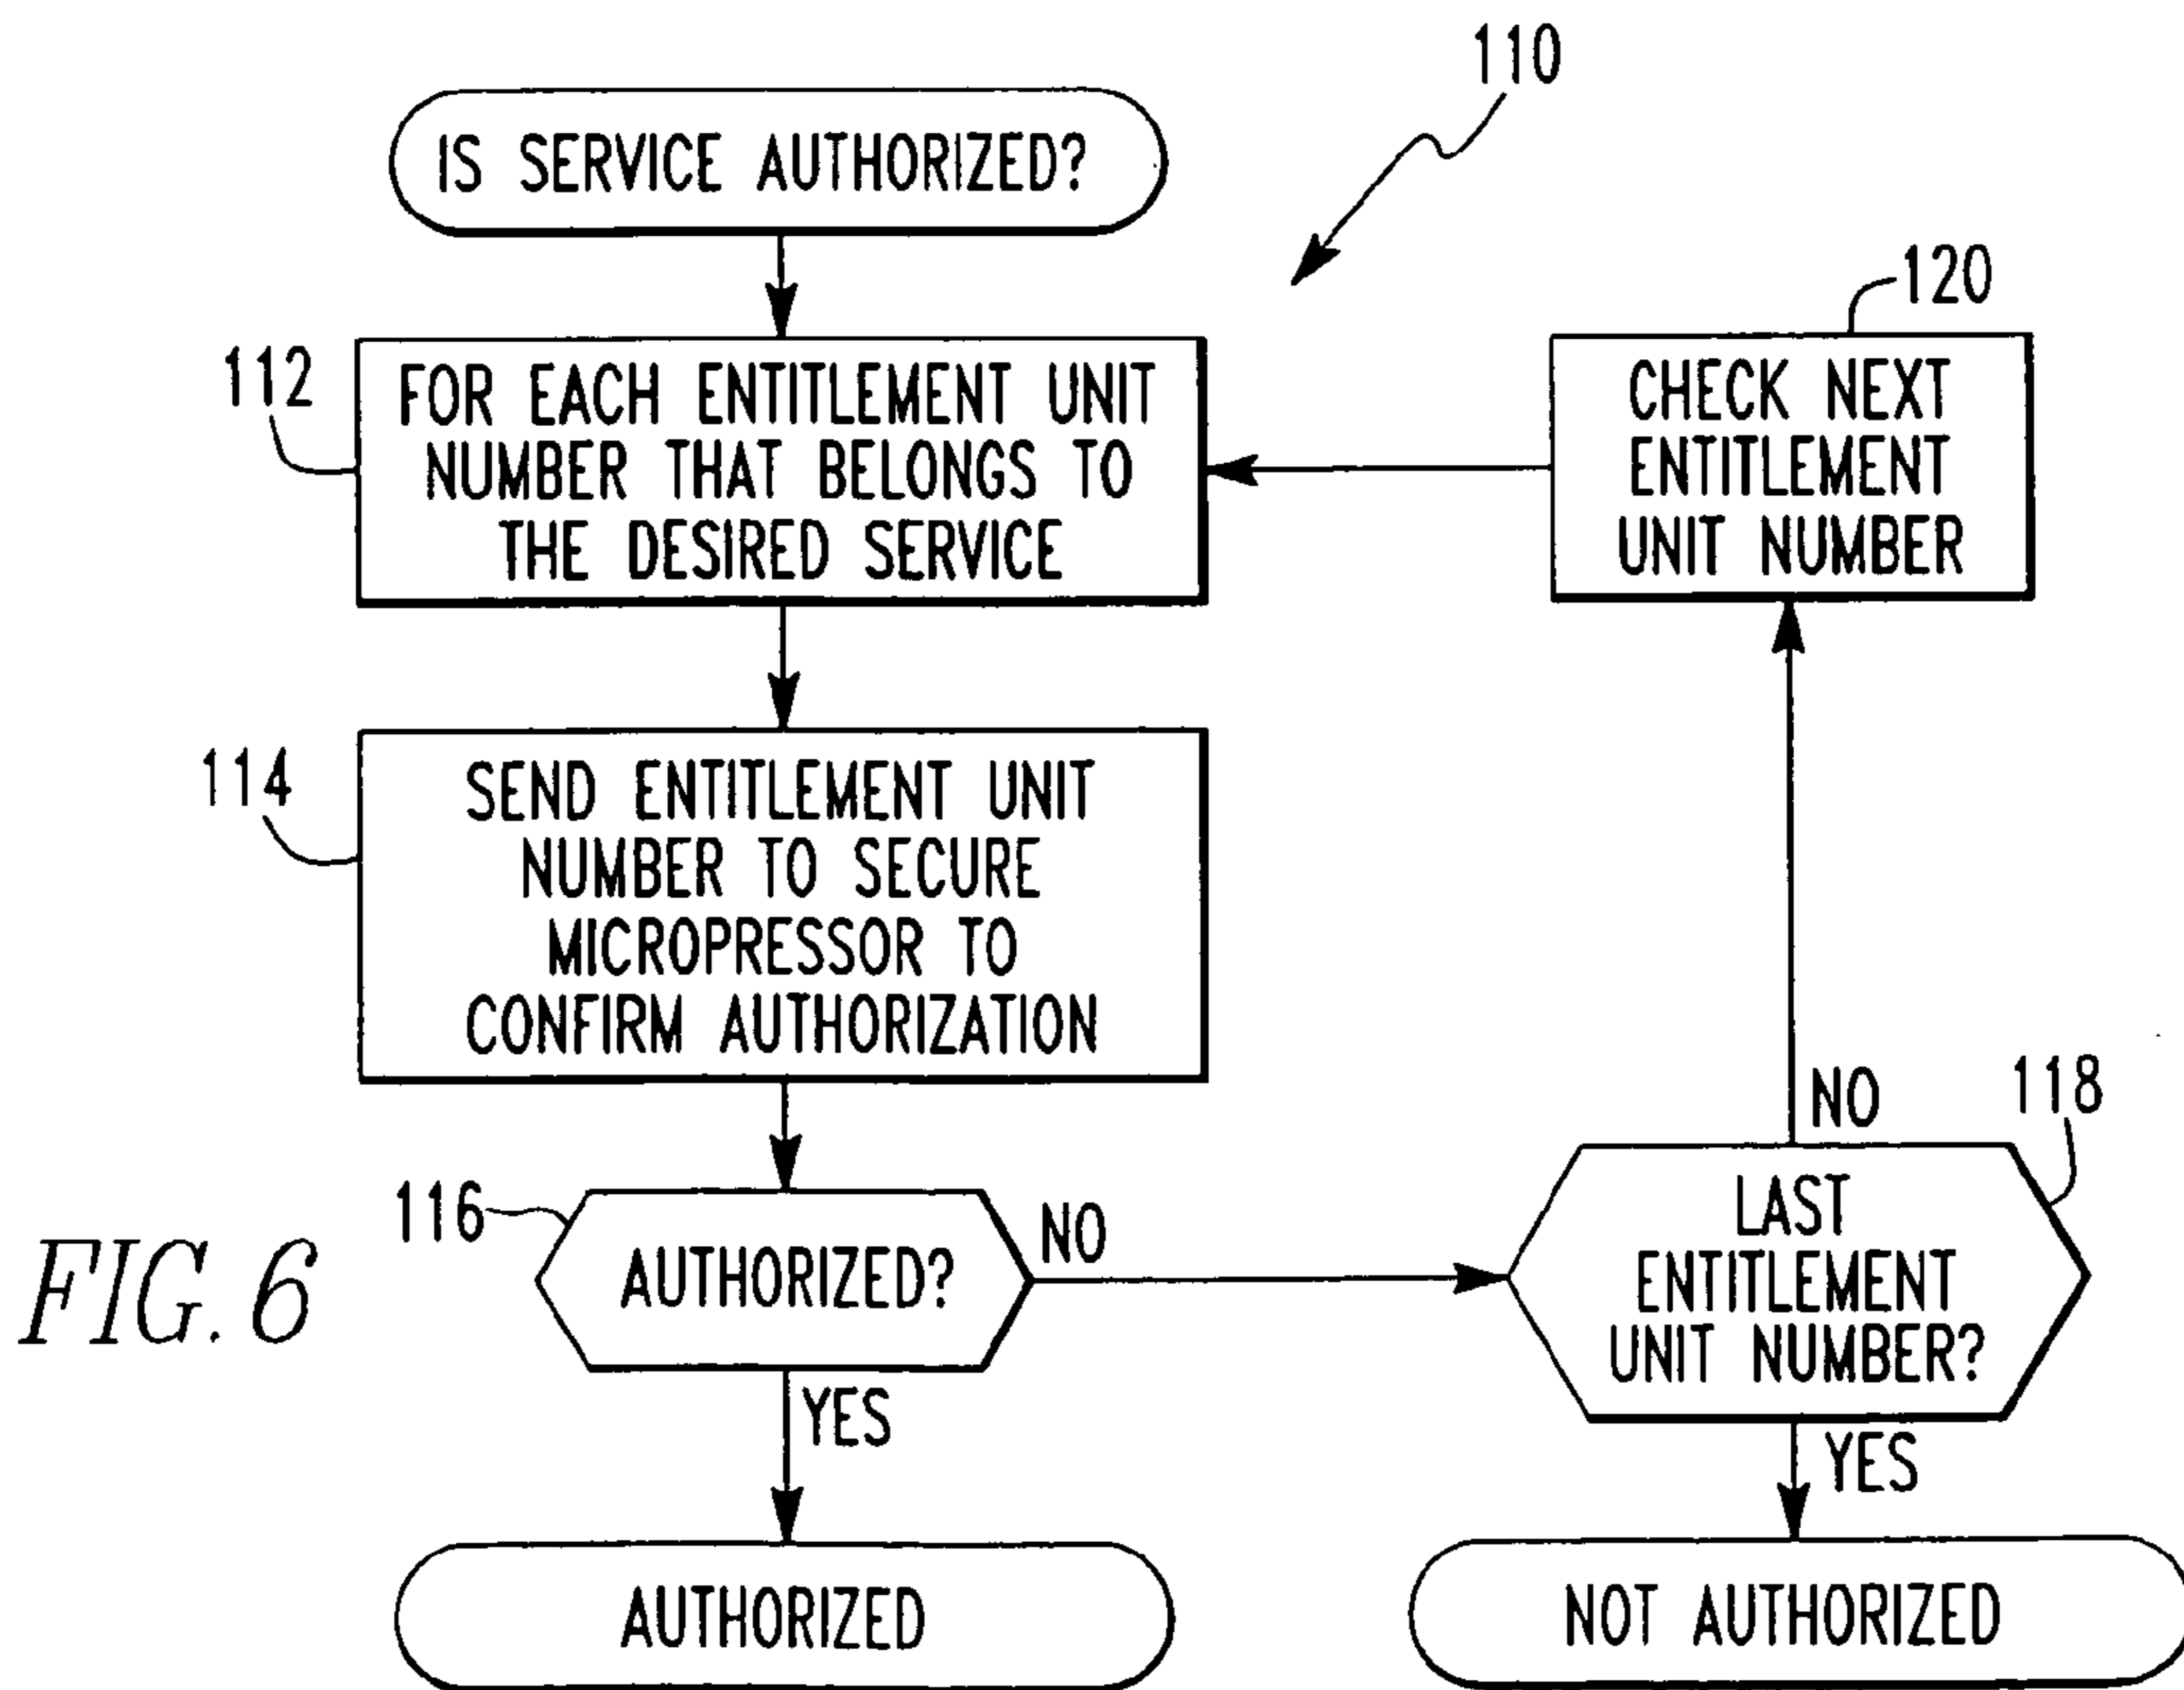 110
IS SERVICE AUTHORIZED?
112
FOR EACH ENTITLEMENT UNIT
NUMBER THAT BELONGS TO
THE DESIRED SERVICE
120
CHECK NEXT
ENTITLEMENT
UNIT NUMBER
114
SEND ENTITLEMENT UNIT
NUMBER TO SECURE
MICROPRESSOR TO
CONFIRM AUTHORIZATION
116
AUTHORIZED?
NO
YES
118
NO
LAST
ENTITLEMENT
UNIT NUMBER?
YES
FIG. 6
AUTHORIZED
NOT AUTHORIZED